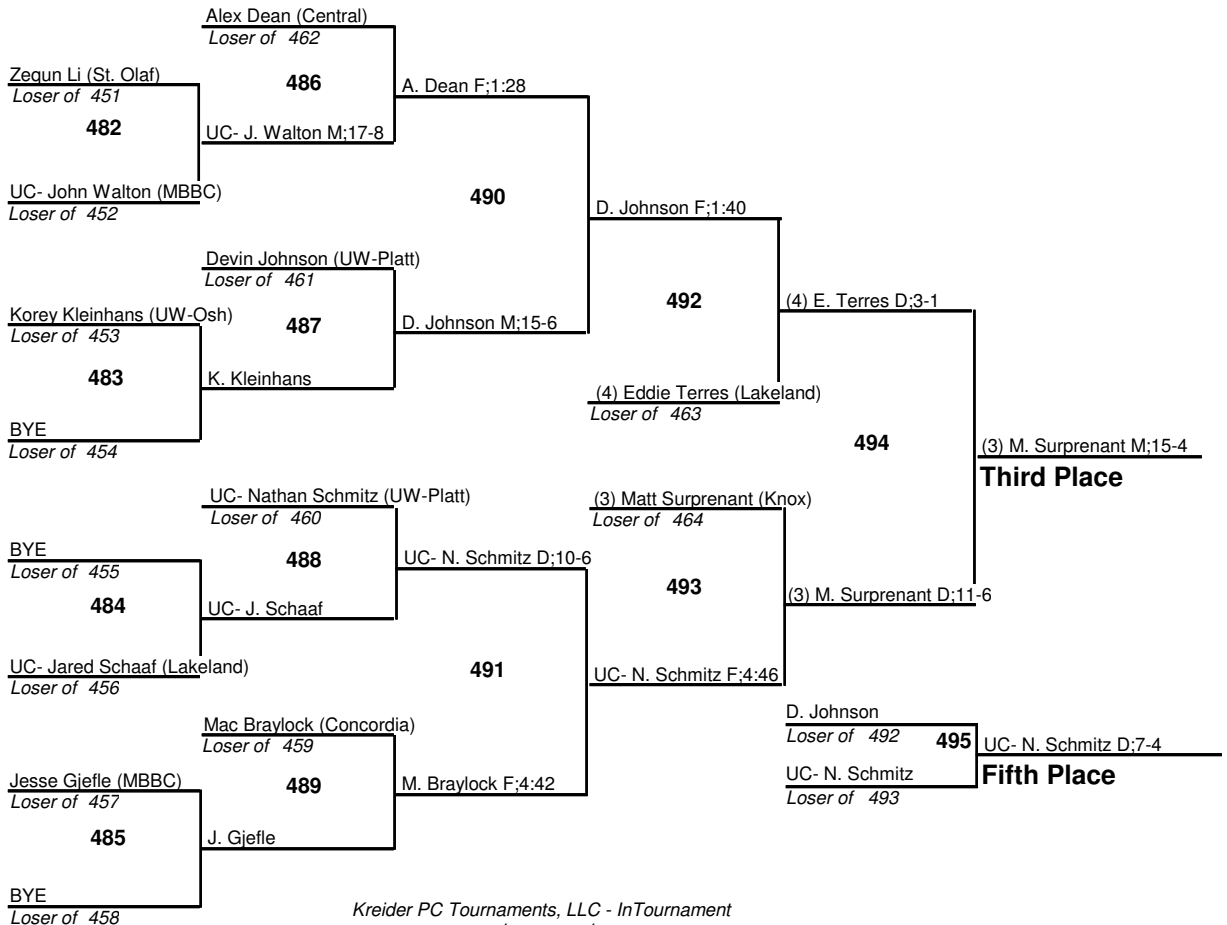 Alex Dean (Central)
Loser of 462
Zequn Li (St. Olaf)
Loser of 451
486
A. Dean F;1:28
482
UC- J. Walton M;17-8
UC- John Walton (MBBC)
Loser of 452
490
D. Johnson F;1:40
Devin Johnson (UW-Platt)
Loser of 461
Korey Kleinhans (UW-Osh)
Loser of 453
487
D. Johnson M;15-6
492
(4) E. Terres D;3-1
483
K. Kleinhans
(4) Eddie Terres (Lakeland)
Loser of 463
BYE
Loser of 454
494
(3) M. Surprenant M;15-4
Third Place
UC- Nathan Schmitz (UW-Platt)
Loser of 460
(3) Matt Surprenant (Knox)
Loser of 464
BYE
Loser of 455
488
UC- N. Schmitz D;10-6
493
484
UC- J. Schaaf
(3) M. Surprenant D;11-6
UC- Jared Schaaf (Lakeland)
Loser of 456
491
UC- N. Schmitz F;4:46
Mac Braylock (Concordia)
Loser of 459
D. Johnson
Loser of 492
495
UC- N. Schmitz D;7-4
Fifth Place
UC- N. Schmitz
Loser of 493
Jesse Gjefle (MBBC)
Loser of 457
489
M. Braylock F;4:42
485
J. Gjefle
BYE
Loser of 458
Kreider PC Tournaments, LLC - InTournament